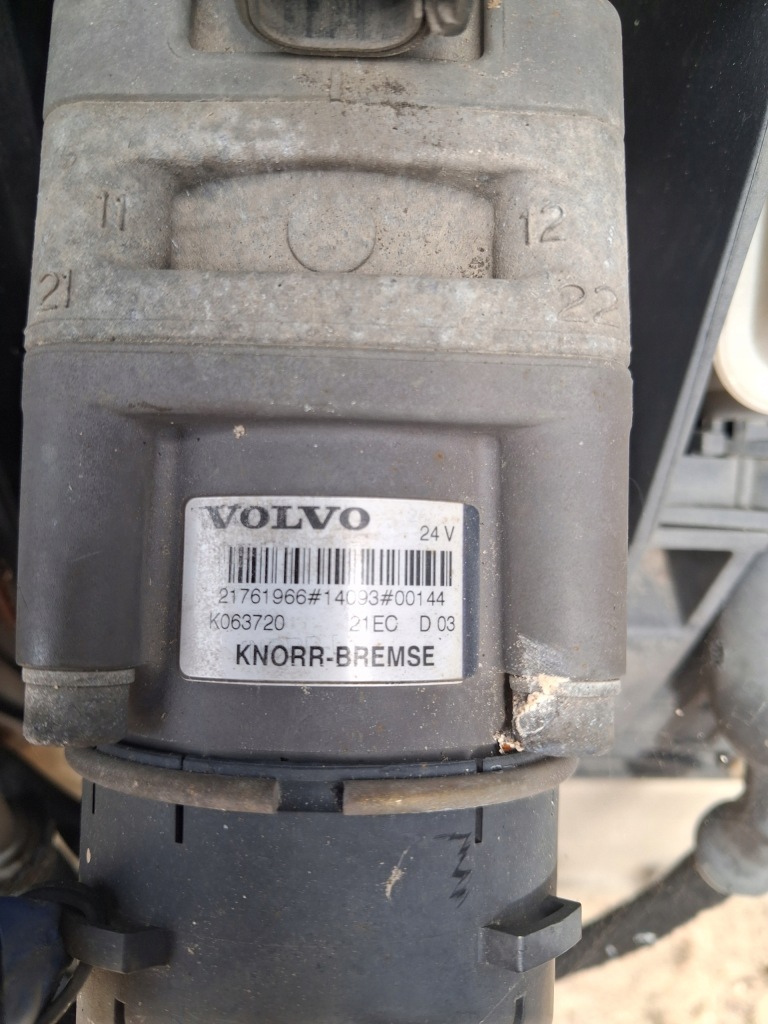 11
12
21
22
VOLVO
24 V
21761966#14093#00144
K063720 21EC D 03
KNORR-BREMSE